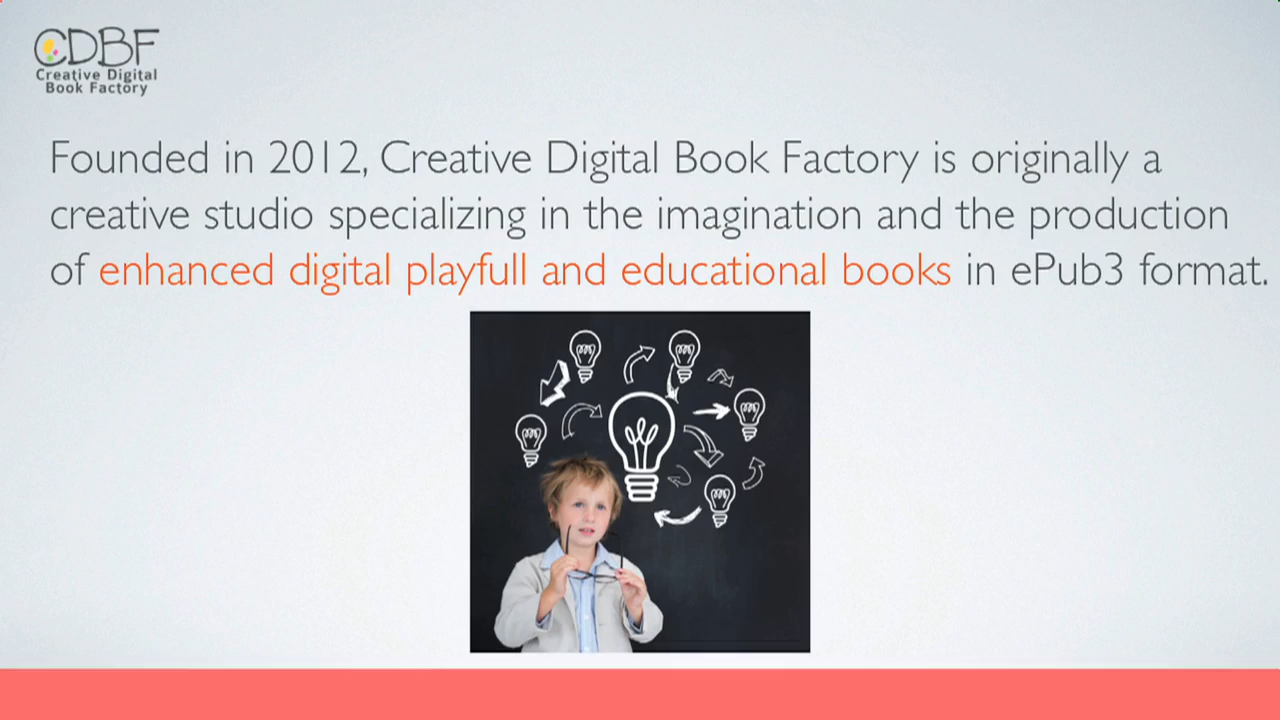 CDBF
Creative Digital
Book Factory
Founded in 2012, Creative Digital Book Factory is originally a
creative studio specializing in the imagination and the production
of enhanced digital playfull and educational books in ePub3 format.